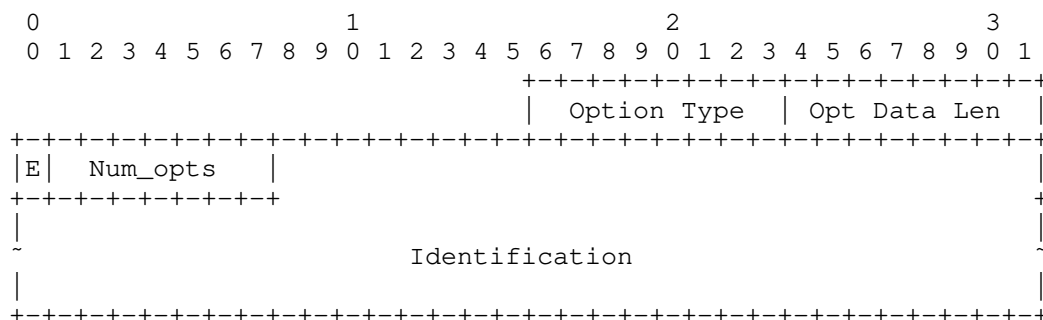 0                   1                   2                   3
 0 1 2 3 4 5 6 7 8 9 0 1 2 3 4 5 6 7 8 9 0 1 2 3 4 5 6 7 8 9 0 1
                                +-+-+-+-+-+-+-+-+-+-+-+-+-+-+-+-+
                                |  Option Type  | Opt Data Len  |
+-+-+-+-+-+-+-+-+-+-+-+-+-+-+-+-+-+-+-+-+-+-+-+-+-+-+-+-+-+-+-+-+
|E|  Num_opts   |                                               |
+-+-+-+-+-+-+-+-+                                               +
|                                                               |
~                        Identification                         ~
|                                                               |
+-+-+-+-+-+-+-+-+-+-+-+-+-+-+-+-+-+-+-+-+-+-+-+-+-+-+-+-+-+-+-+-+